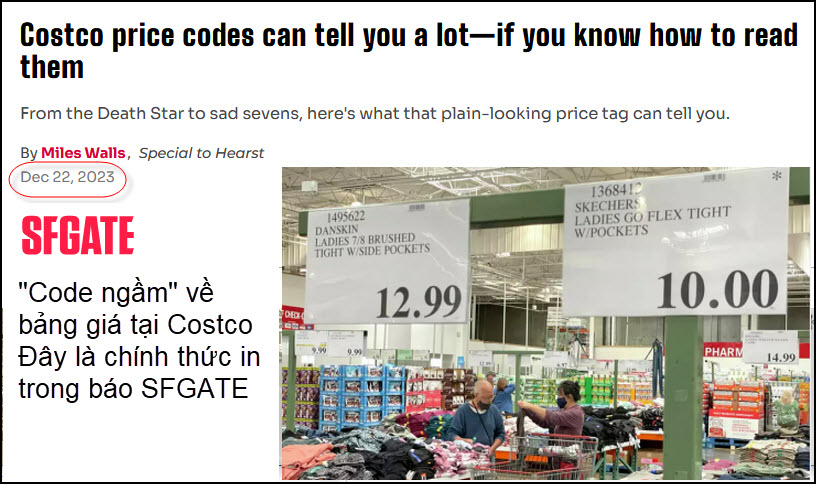 Costco price codes can tell you a lot—if you know how to read
them
From the Death Star to sad sevens, here's what that plain-looking price tag can tell you.
By Miles Walls, Special to Hearst
Dec 22, 2023
SFGATE
"Code ngầm" về
bảng giá tại Costco
Đây là chính thức in
trong báo SFGATE
1495622
DANSKIN
LADIES 7/8 BRUSHED
TIGHT W/SIDE POCKETS
12.99
1368412 *
SKECHERS
LADIES GO FLEX TIGHT
W/POCKETS
10.00
9.99
9.99
PHARM
14.99